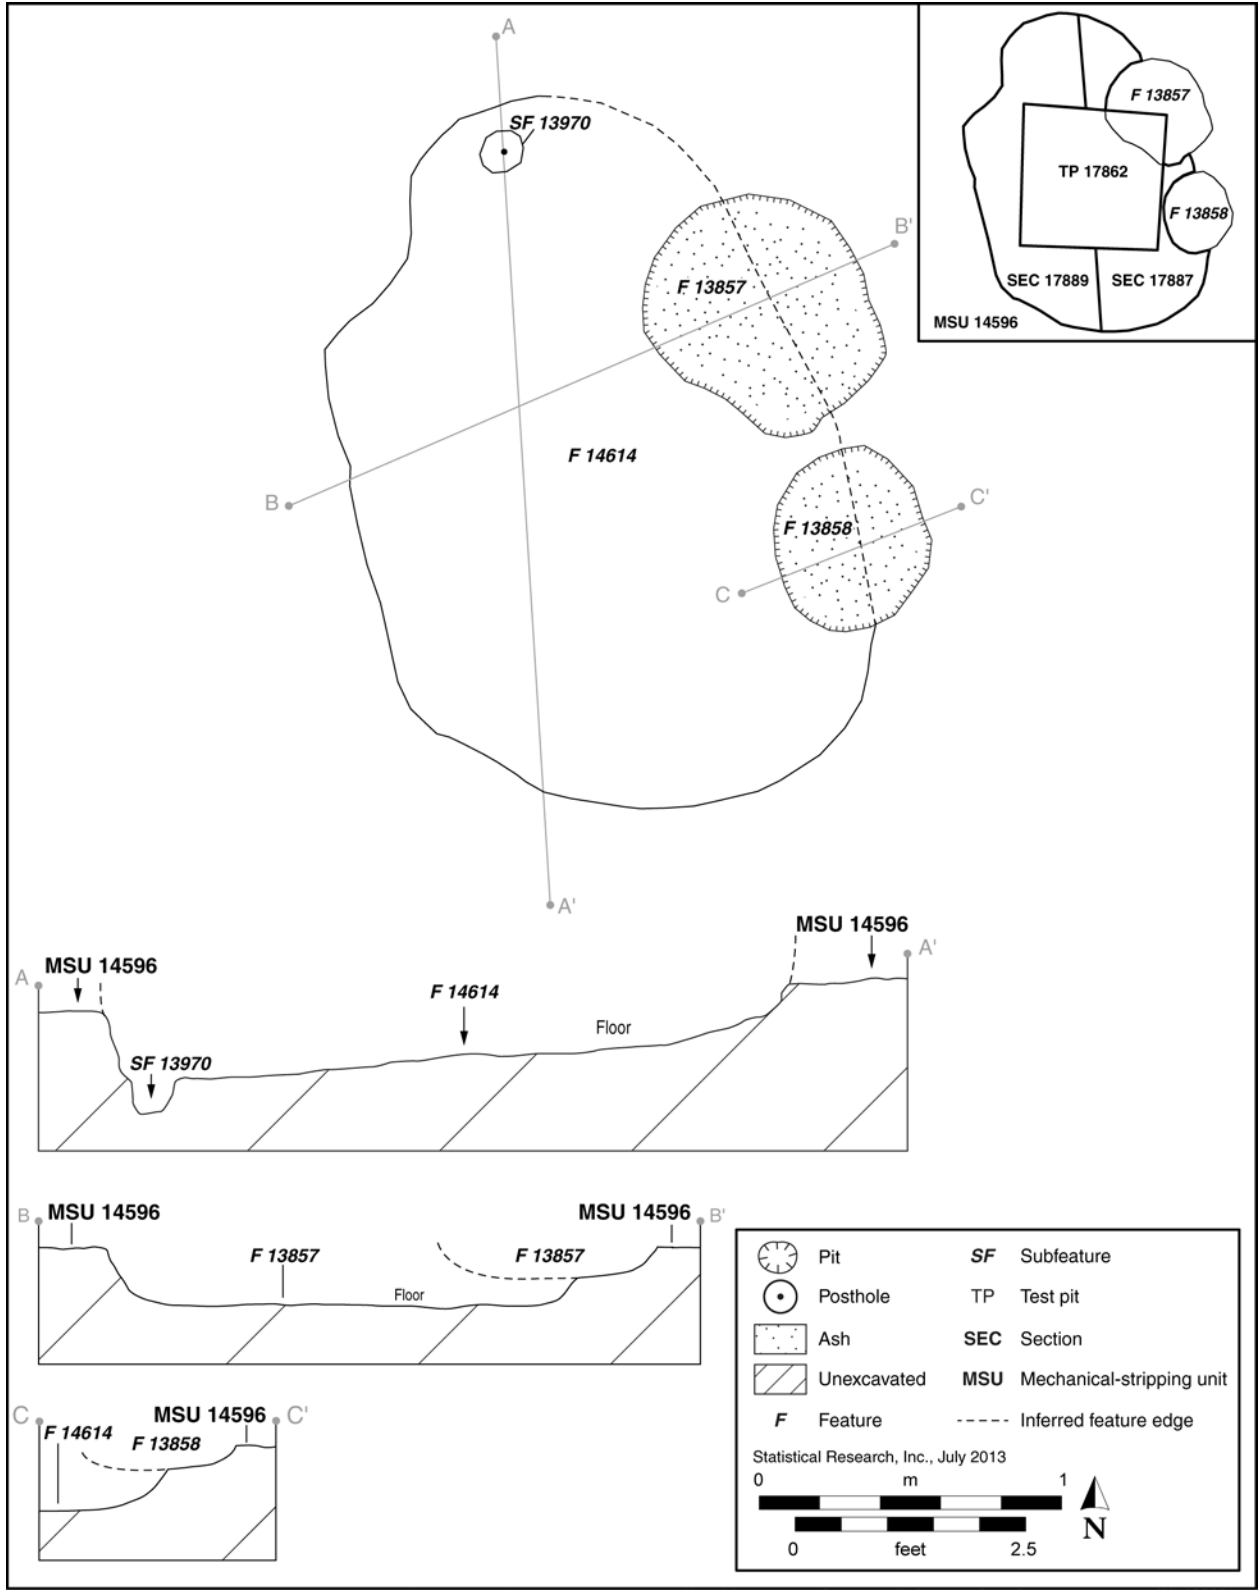 A
SF 13970
B'
F 13857
F 14614
B
C'
F 13858
C
A'
F 13857
TP 17862
F 13858
SEC 17889
SEC 17887
MSU 14596
MSU 14596
A'
A
MSU 14596
F 14614
Floor
SF 13970
B
MSU 14596
MSU 14596
B'
F 13857
F 13857
Floor
C
MSU 14596
C'
F 14614
F 13858
Pit
SF Subfeature
Posthole
TP Test pit
Ash
SEC Section
Unexcavated
MSU Mechanical-stripping unit
F Feature
Inferred feature edge
Statistical Research, Inc., July 2013
0 m 1
N
0 feet 2.5